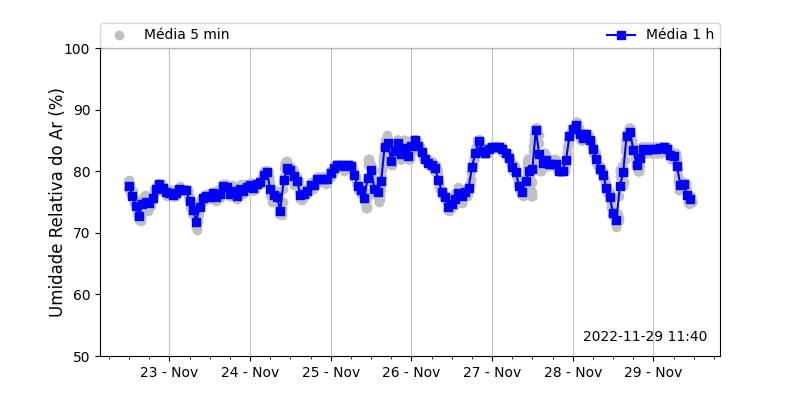 Média 5 min Média 1 h
Umidade Relativa do Ar (%)
100
90
80
70
60
50
2022-11-29 11:40
23 - Nov 24 - Nov 25 - Nov 26 - Nov 27 - Nov 28 - Nov 29 - Nov